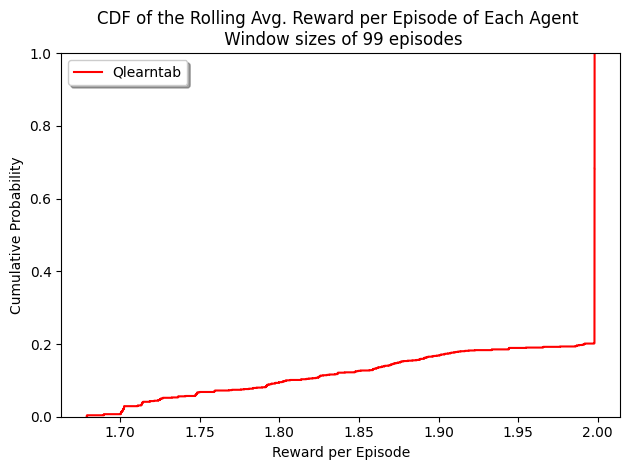 CDF of the Rolling Avg. Reward per Episode of Each Agent
Window sizes of 99 episodes
Qlearntab
Cumulative Probability
1.0
0.8
0.6
0.4
0.2
0.0
1.70 1.75 1.80 1.85 1.90 1.95 2.00
Reward per Episode